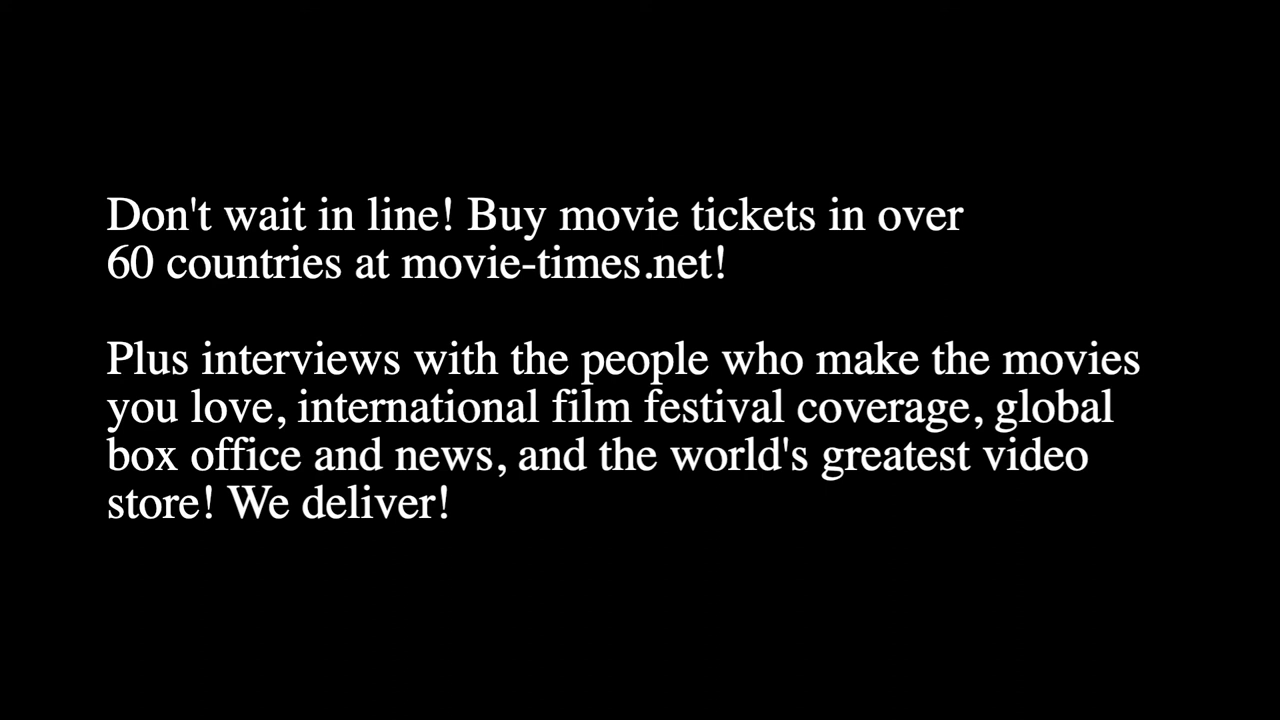 Don't wait in line! Buy movie tickets in over
60 countries at movie-times.net!
Plus interviews with the people who make the movies
you love, international film festival coverage, global
box office and news, and the world's greatest video
store! We deliver!